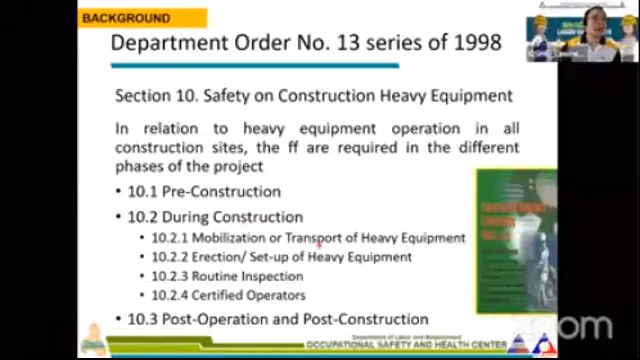 BACKGROUND
Department Order No. 13 series of 1998
Section 10. Safety on Construction Heavy Equipment
In relation to heavy equipment operation in all
construction sites, the ff are required in the different
phases of the project
• 10.1 Pre-Construction
• 10.2 During Construction
• 10.2.1 Mobilization or Transport of Heavy Equipment
• 10.2.2 Erection/ Set-up of Heavy Equipment
• 10.2.3 Routine Inspection
• 10.2.4 Certified Operators
• 10.3 Post-Operation and Post-Construction
DEPARTMENT
ORDER
NO. 13
Department of Labor and Employment
OCCUPATIONAL SAFETY AND HEALTH CENTER
zoom